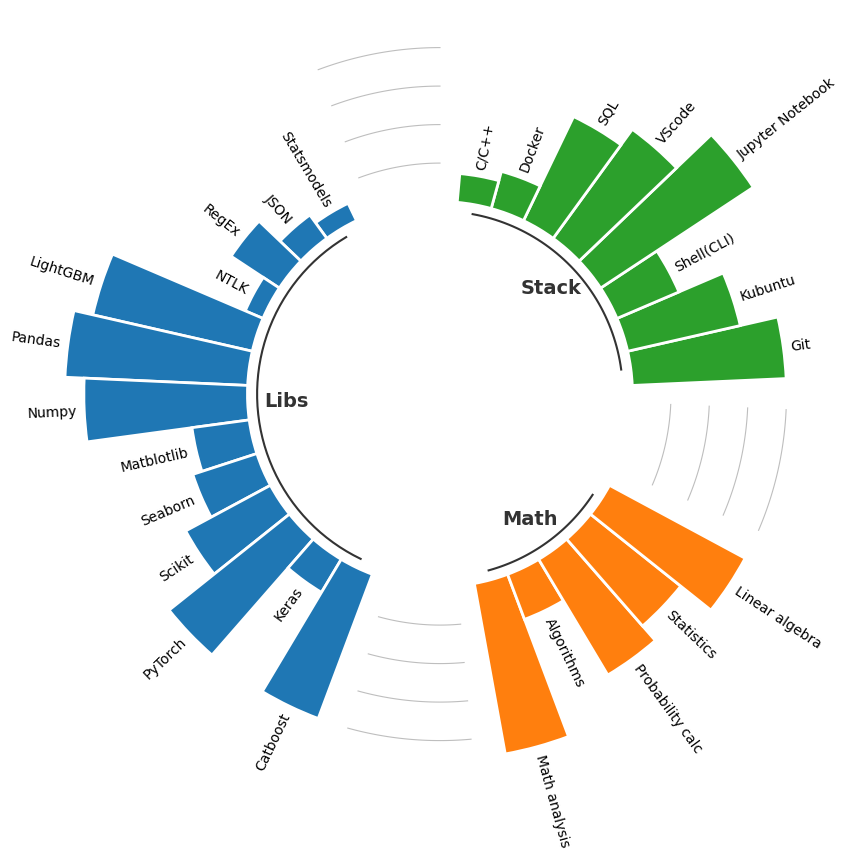 C/C++
Docker
SQL
VScode
Jupyter Notebook
Shell(CLI)
Kubuntu
Git
Stack
Statsmodels
JSON
RegEx
NTLK
LightGBM
Pandas
Numpy
Matblotlib
Seaborn
Scikit
PyTorch
Keras
Catboost
Libs
Math
Linear algebra
Statistics
Probability calc
Algorithms
Math analysis